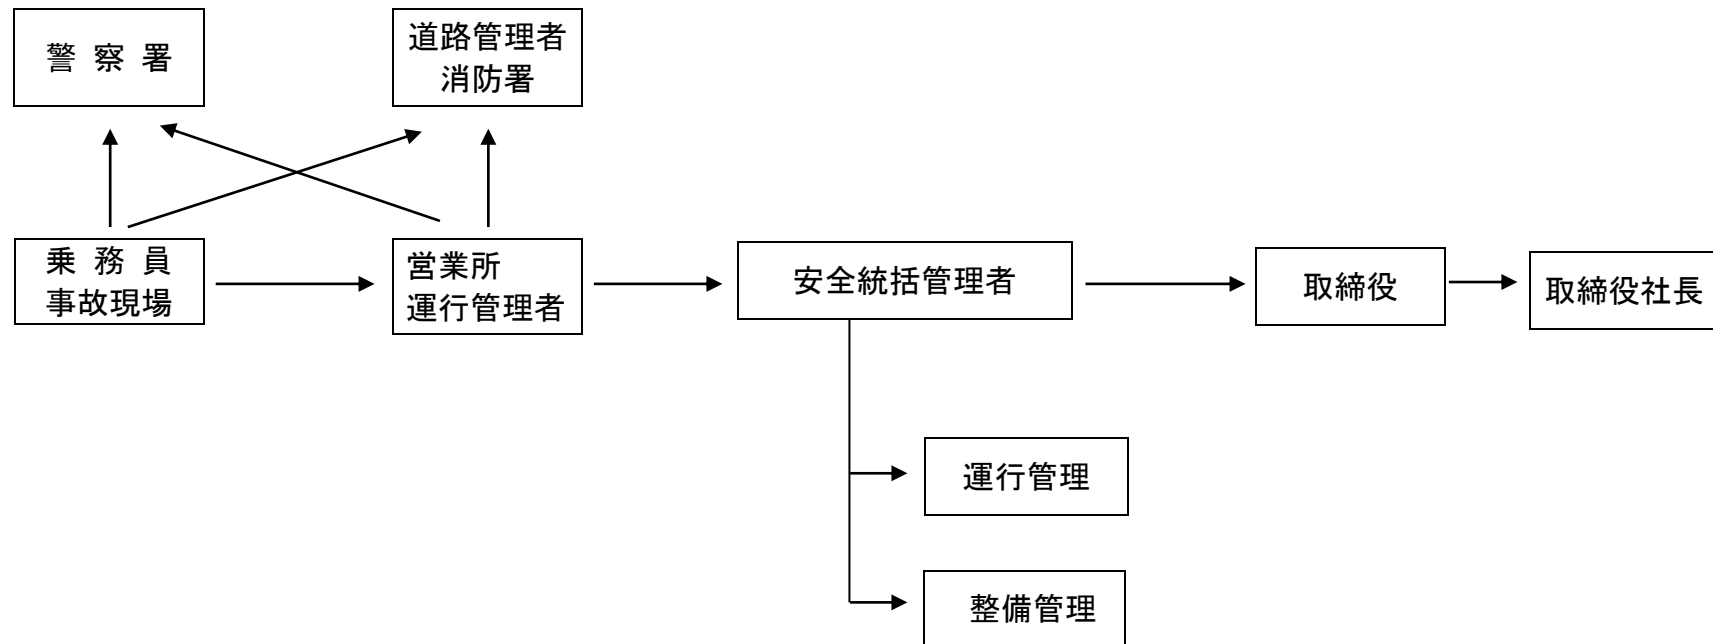 警 察 署
道路管理者
消防署
乗 務 員
事故現場
営業所
運行管理者
安全統括管理者
取締役
取締役社長
運行管理
整備管理